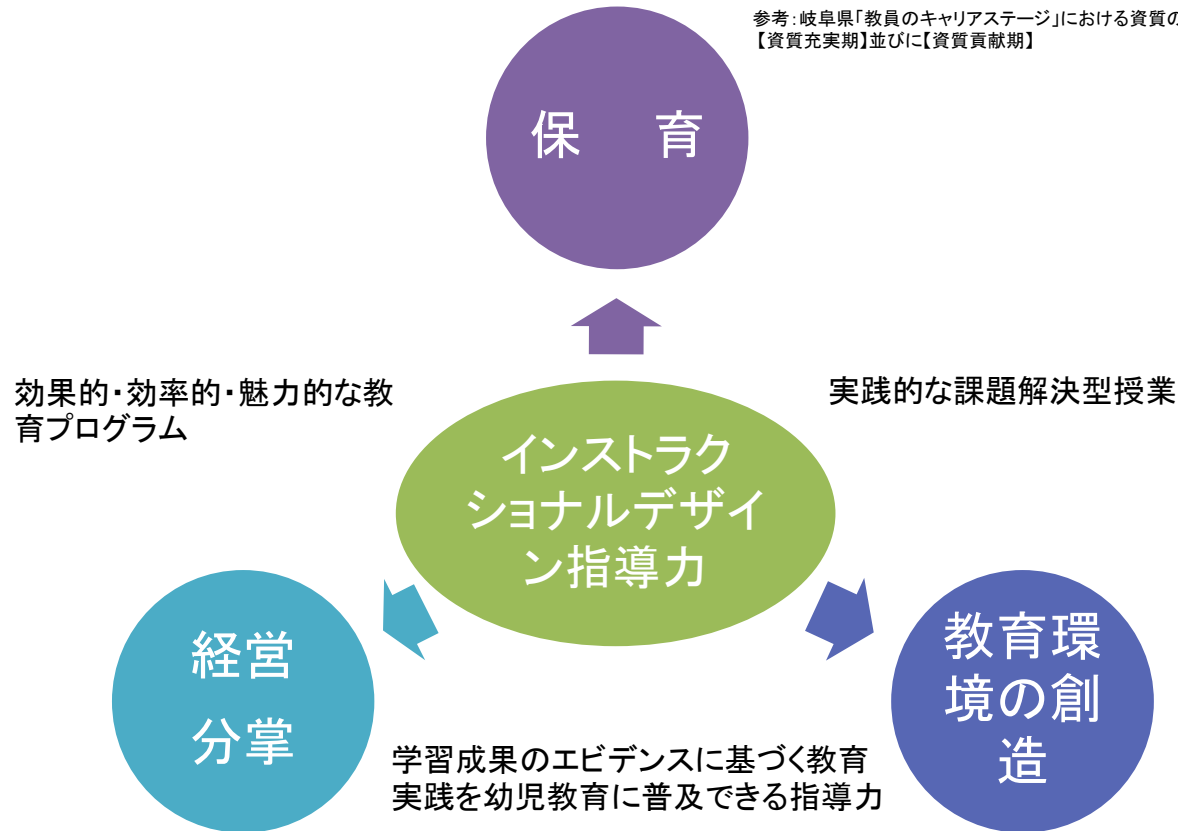 参考:岐阜県「教員のキャリアステージ」における資質の
【資質充実期】並びに【資質貢献期】
保　育
効果的・効率的・魅力的な教
育プログラム
実践的な課題解決型授業
インストラク
ショナルデザイ
ン指導力
経営
分掌
教育環
境の創
造
学習成果のエビデンスに基づく教育
実践を幼児教育に普及できる指導力